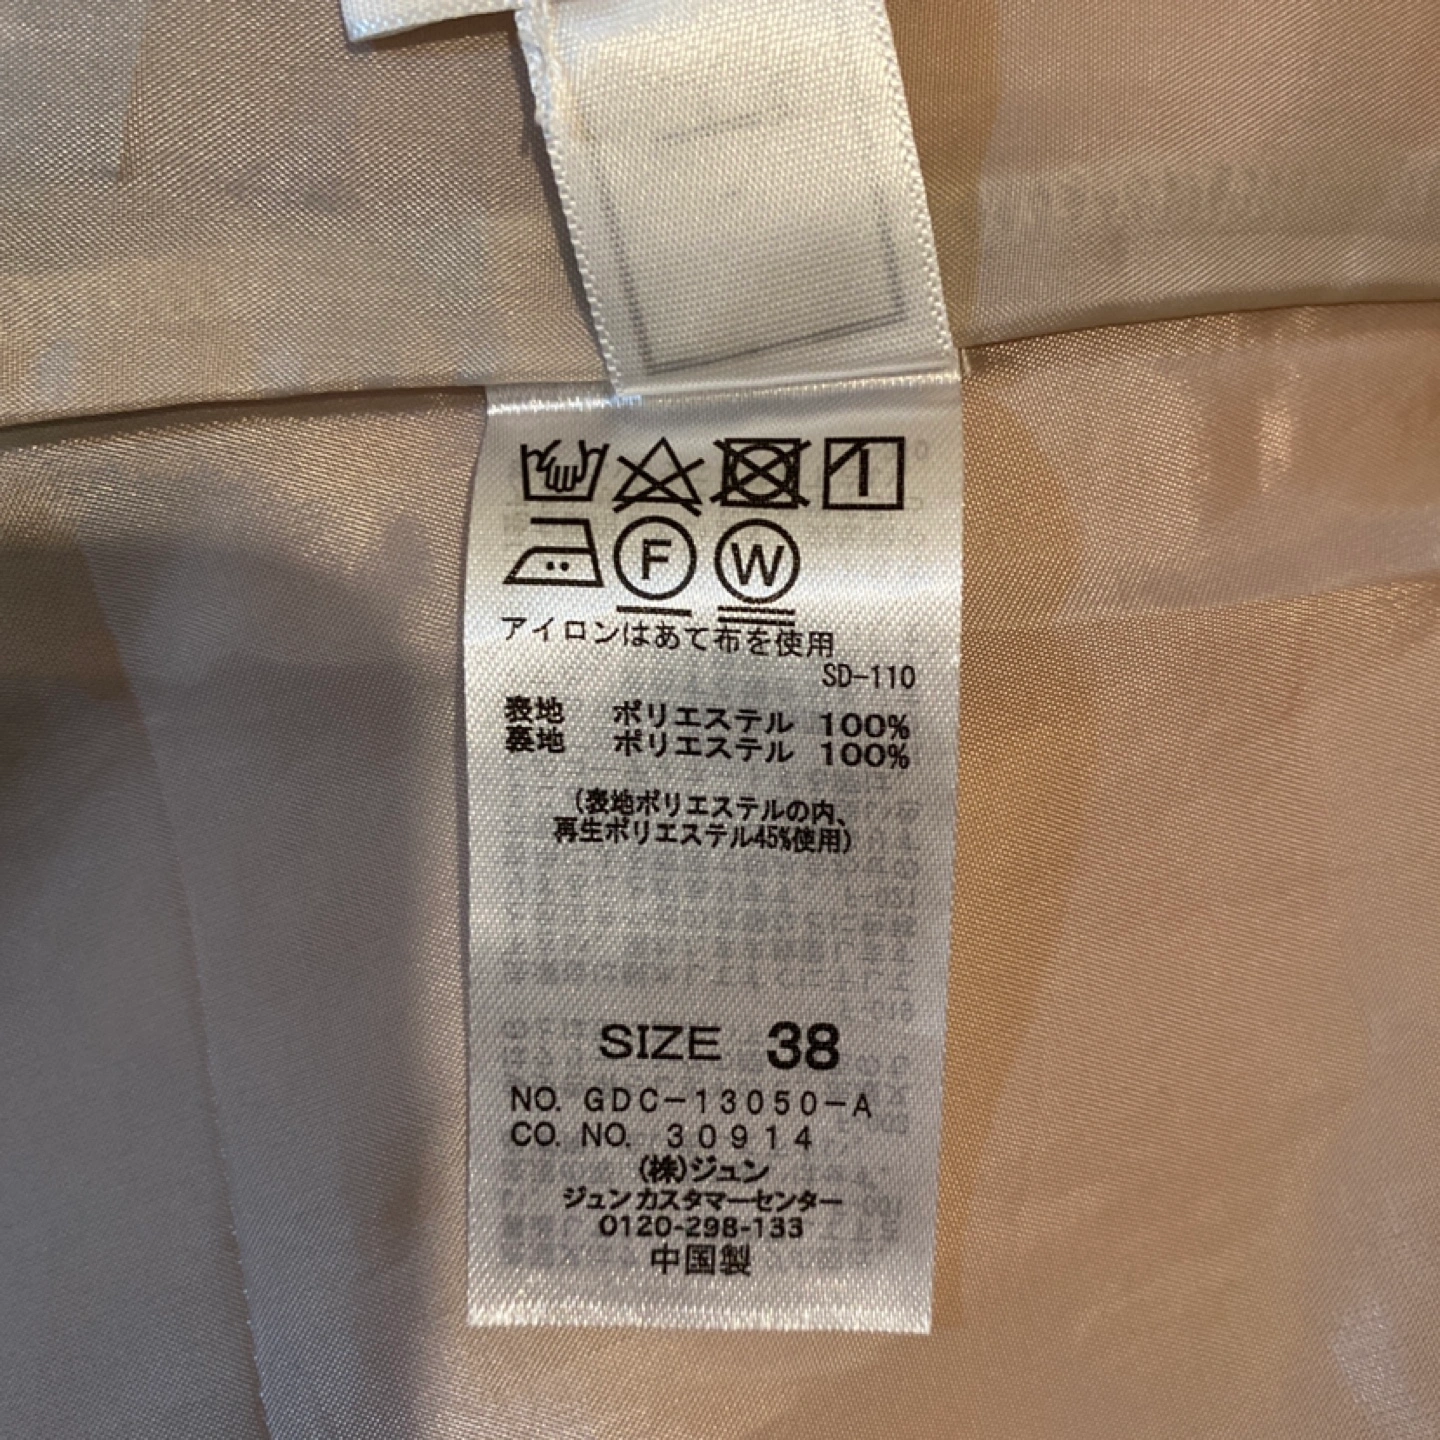 F W
アイロンはあて布を使用
SD-110
表地 ポリエステル 100%
裏地 ポリエステル 100%
(表地ポリエステルの内、
再生ポリエステル45%使用)
SIZE 38
NO. GDC-13050-A
CO. NO. 30914
(株)ジュン
ジュンカスタマーセンター
0120-298-133
中国製